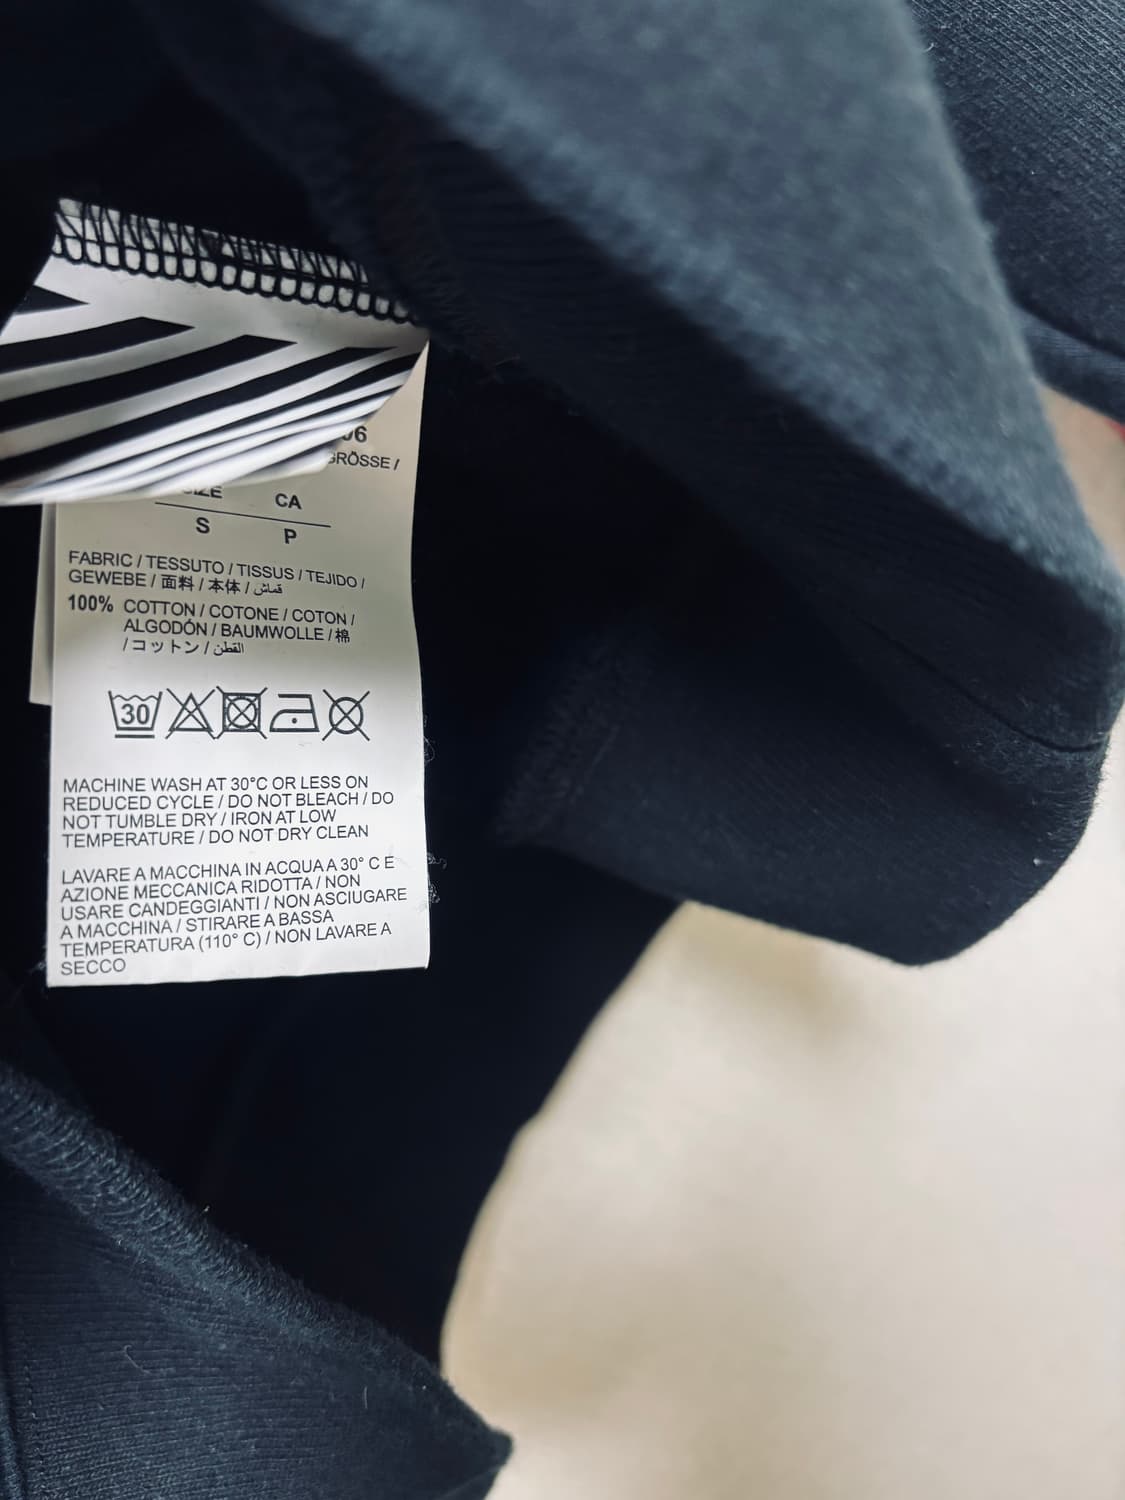 06
GRÖSSE /
SIZE CA
S P
FABRIC / TESSUTO / TISSUS / TEJIDO /
GEWEBE / 面料 / 本体 / قماش
100% COTTON / COTONE / COTON /
ALGODÓN / BAUMWOLLE / 棉
/ コットン / القطن
30
MACHINE WASH AT 30°C OR LESS ON
REDUCED CYCLE / DO NOT BLEACH / DO
NOT TUMBLE DRY / IRON AT LOW
TEMPERATURE / DO NOT DRY CLEAN
LAVARE A MACCHINA IN ACQUA A 30° C E
AZIONE MECCANICA RIDOTTA / NON
USARE CANDEGGIANTI / NON ASCIUGARE
A MACCHINA / STIRARE A BASSA
TEMPERATURA (110° C) / NON LAVARE A
SECCO